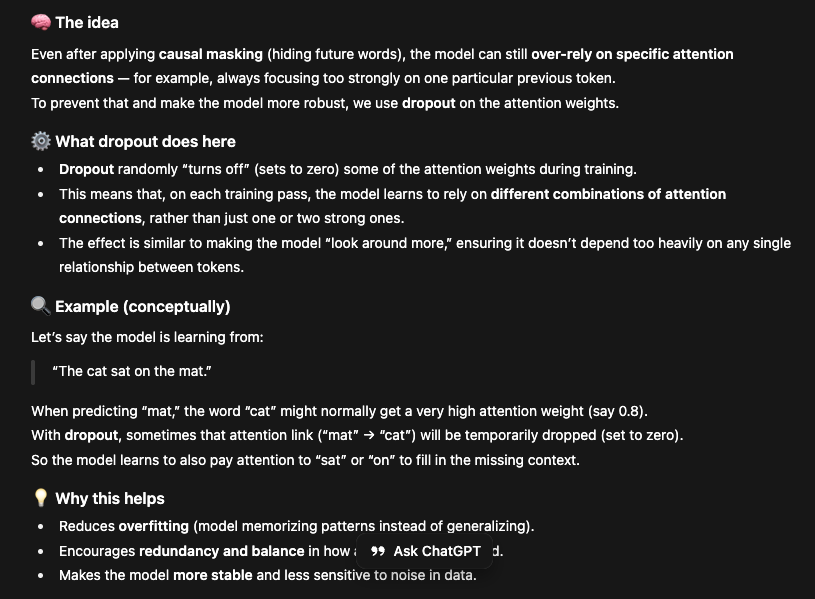 🧠 The idea
Even after applying causal masking (hiding future words), the model can still over-rely on specific attention
connections — for example, always focusing too strongly on one particular previous token.
To prevent that and make the model more robust, we use dropout on the attention weights.
⚙️ What dropout does here
• Dropout randomly “turns off” (sets to zero) some of the attention weights during training.
• This means that, on each training pass, the model learns to rely on different combinations of attention
connections, rather than just one or two strong ones.
• The effect is similar to making the model “look around more,” ensuring it doesn’t depend too heavily on any single
relationship between tokens.
🔍 Example (conceptually)
Let’s say the model is learning from:
“The cat sat on the mat.”
When predicting “mat,” the word “cat” might normally get a very high attention weight (say 0.8).
With dropout, sometimes that attention link (“mat” → “cat”) will be temporarily dropped (set to zero).
So the model learns to also pay attention to “sat” or “on” to fill in the missing context.
💡 Why this helps
• Reduces overfitting (model memorizing patterns instead of generalizing).
• Encourages redundancy and balance in how
Ask ChatGPT
• Makes the model more stable and less sensitive to noise in data.